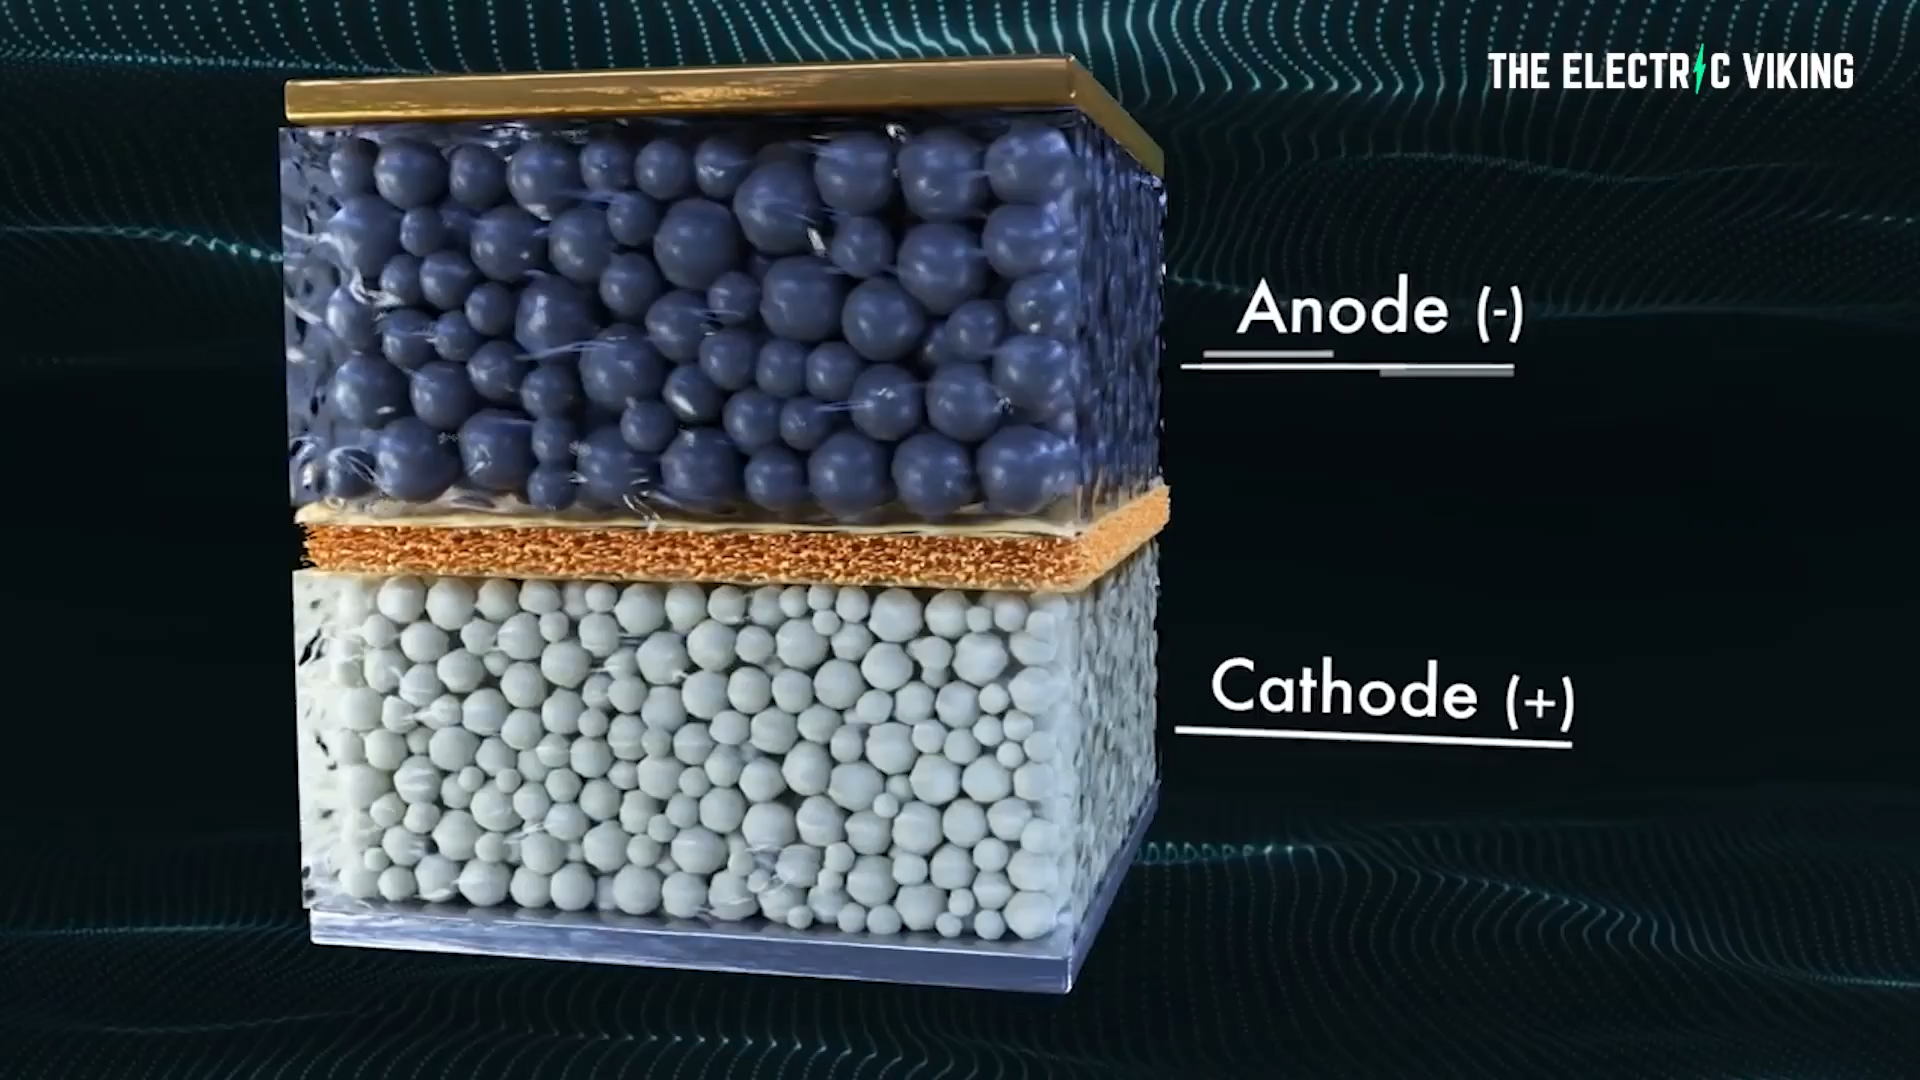 THE ELECTRIC VIKING
Anode (-)
Cathode (+)